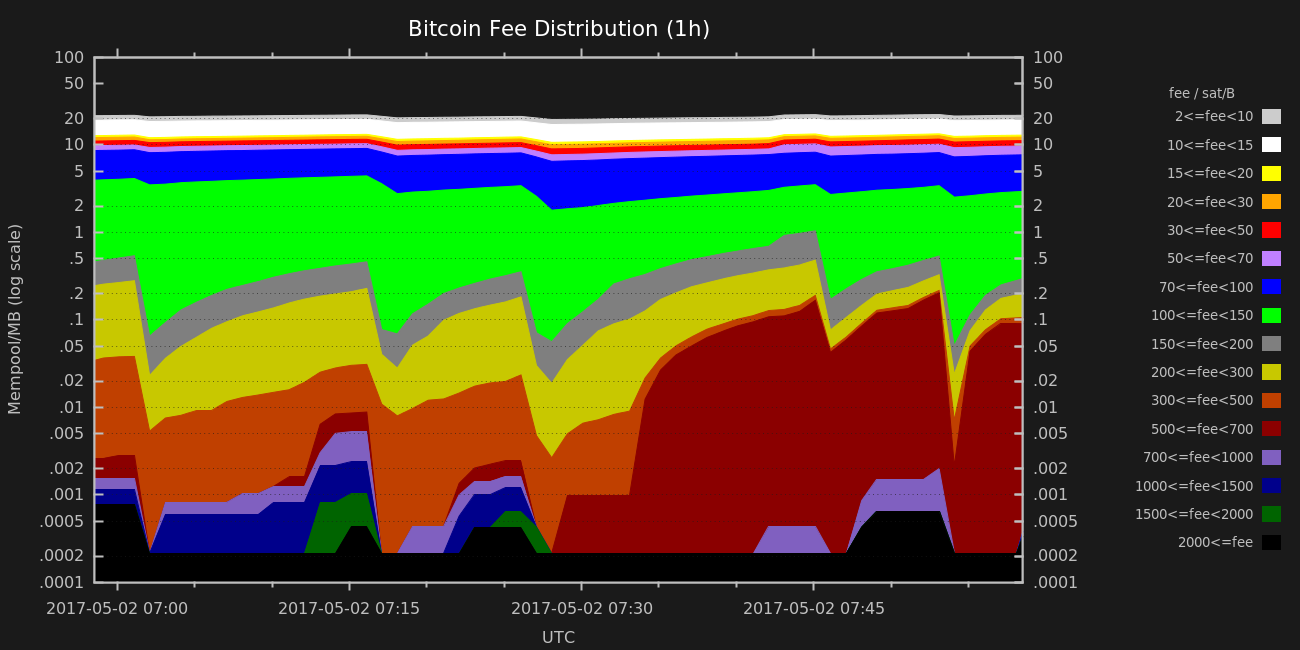 Bitcoin Fee Distribution (1h)
Mempool/MB (log scale)
100
50
20
10
5
2
1
.5
.2
.1
.05
.02
.01
.005
.002
.001
.0005
.0002
.0001
100
50
20
10
5
2
1
.5
.2
.1
.05
.02
.01
.005
.002
.001
.0005
.0002
.0001
2017-05-02 07:00
2017-05-02 07:15
2017-05-02 07:30
2017-05-02 07:45
UTC
fee / sat/B
2<=fee<10
10<=fee<15
15<=fee<20
20<=fee<30
30<=fee<50
50<=fee<70
70<=fee<100
100<=fee<150
150<=fee<200
200<=fee<300
300<=fee<500
500<=fee<700
700<=fee<1000
1000<=fee<1500
1500<=fee<2000
2000<=fee